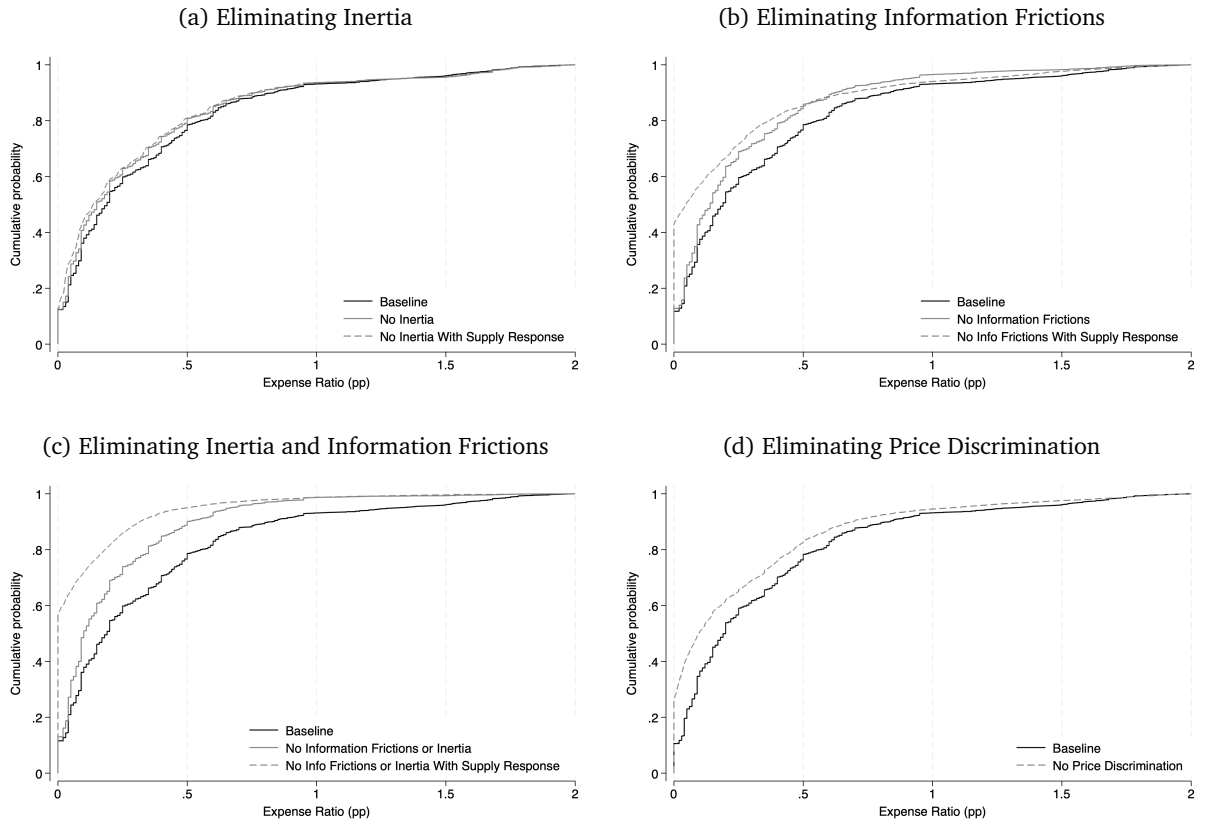 (a) Eliminating Inertia
1
.8
.6
.4
.2
0
Cumulative probability
Baseline
No Inertia
No Inertia With Supply Response
0 .5 1 1.5 2
Expense Ratio (pp)
(b) Eliminating Information Frictions
1
.8
.6
.4
.2
0
Cumulative probability
Baseline
No Information Frictions
No Info Frictions With Supply Response
0 .5 1 1.5 2
Expense Ratio (pp)
(c) Eliminating Inertia and Information Frictions
1
.8
.6
.4
.2
0
Cumulative probability
Baseline
No Information Frictions or Inertia
No Info Frictions or Inertia With Supply Response
0 .5 1 1.5 2
Expense Ratio (pp)
(d) Eliminating Price Discrimination
1
.8
.6
.4
.2
0
Cumulative probability
Baseline
No Price Discrimination
0 .5 1 1.5 2
Expense Ratio (pp)